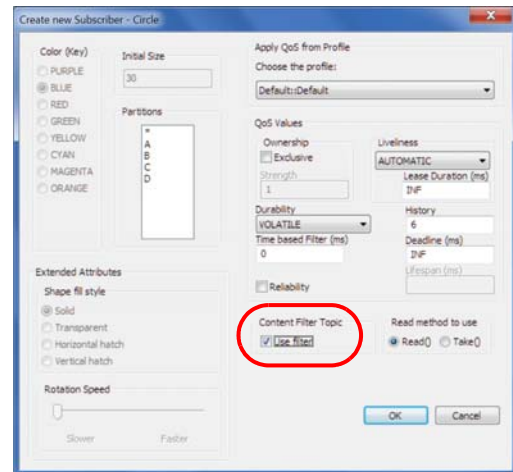 Create new Subscriber - Circle
Color (Key)
PURPLE
BLUE
RED
GREEN
YELLOW
CYAN
MAGENTA
ORANGE
Initial Size
30
Partitions
*
A
B
C
D
Extended Attributes
Shape fill style
Solid
Transparent
Horizontal hatch
Vertical hatch
Rotation Speed
Slower Faster
Apply QoS from Profile
Choose the profile:
Default::Default
QoS Values
Ownership
Exclusive
Strength
1
Liveliness
AUTOMATIC
Lease Duration (ms)
INF
Durability
VOLATILE
History
6
Time based Filter (ms)
0
Deadline (ms)
INF
Lifespan (ms)
Reliability
Content Filter Topic
Use filter
Read method to use
Read() Take()
OK Cancel